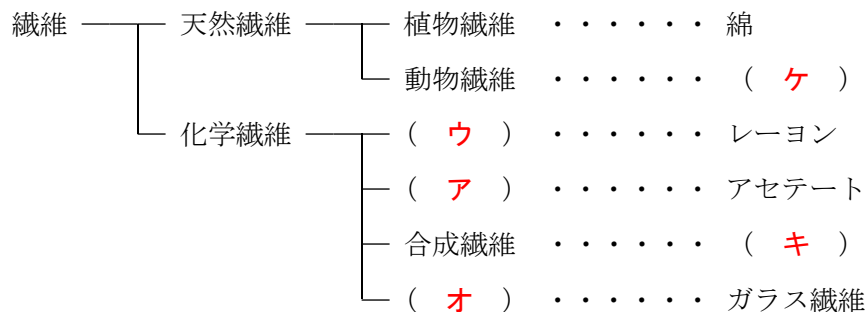 繊維 天然繊維 植物繊維 ・・・・・・ 綿
動物繊維 ・・・・・・ ( ケ )
化学繊維 ( ウ ) ・・・・・・ レーヨン
( ア ) ・・・・・・ アセテート
合成繊維 ・・・・・・ ( キ )
( オ ) ・・・・・・ ガラス繊維